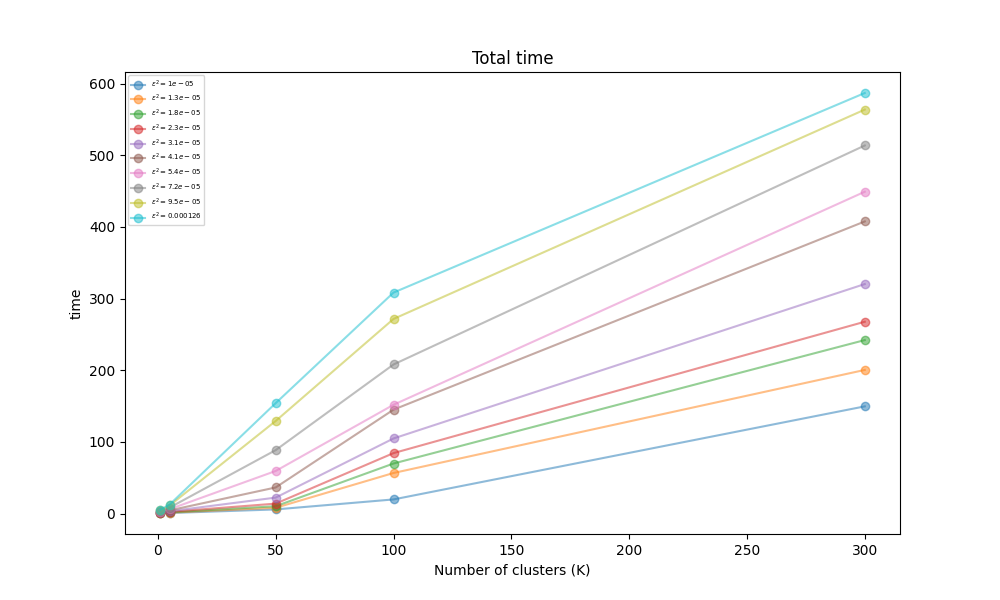 Total time
600
500
400
300
200
100
0
time
ε² = 1e−05
ε² = 1.3e−05
ε² = 1.8e−05
ε² = 2.3e−05
ε² = 3.1e−05
ε² = 4.1e−05
ε² = 5.4e−05
ε² = 7.2e−05
ε² = 9.5e−05
ε² = 0.000126
0 50 100 150 200 250 300
Number of clusters (K)